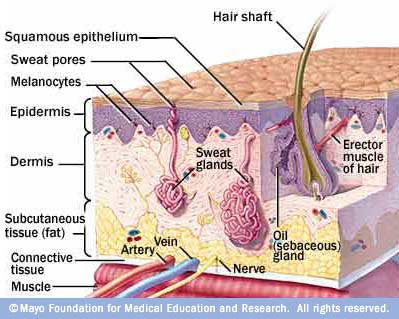 Hair shaft
Squamous epithelium
Sweat pores
Melanocytes
Epidermis
Dermis
Subcutaneous
tissue (fat)
Connective
tissue
Muscle
Sweat
glands
Erector
muscle
of hair
Oil
(sebaceous)
gland
Vein
Artery
Nerve
© Mayo Foundation for Medical Education and Research. All rights reserved.